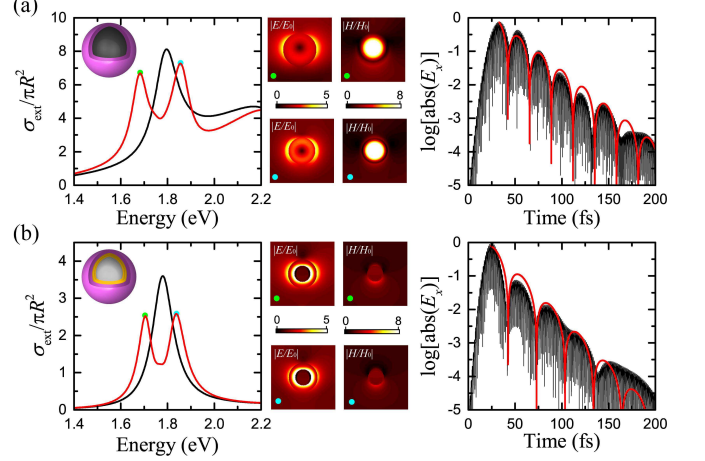 (a)
10
8
6
4
2
0
σext/πR²
1.4 1.6 1.8 2.0 2.2
Energy (eV)
|E/E₀|
|H/H₀|
0 5 0 8
|E/E₀|
|H/H₀|
-0
-1
-2
-3
-4
-5
log[abs(Eₓ)]
0 50 100 150 200
Time (fs)
(b)
4
3
2
1
0
σext/πR²
1.4 1.6 1.8 2.0 2.2
Energy (eV)
|E/E₀|
|H/H₀|
0 5 0 8
|E/E₀|
|H/H₀|
-0
-1
-2
-3
-4
-5
log[abs(Eₓ)]
0 25 50 75 100 125 150 175 200
Time (fs)